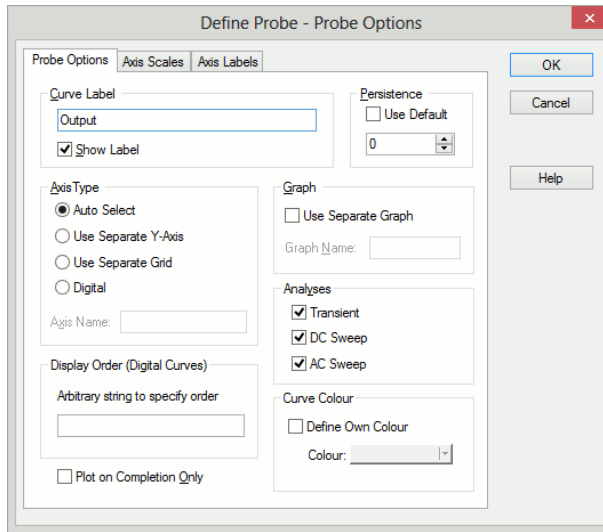 Define Probe - Probe Options
x
Probe Options
Axis Scales
Axis Labels
OK
Cancel
Help
Curve Label
Output
Show Label
Persistence
Use Default
0
Axis Type
Auto Select
Use Separate Y-Axis
Use Separate Grid
Digital
Axis Name:
Graph
Use Separate Graph
Graph Name:
Analyses
Transient
DC Sweep
AC Sweep
Display Order (Digital Curves)
Arbitrary string to specify order
Curve Colour
Define Own Colour
Colour:
Plot on Completion Only